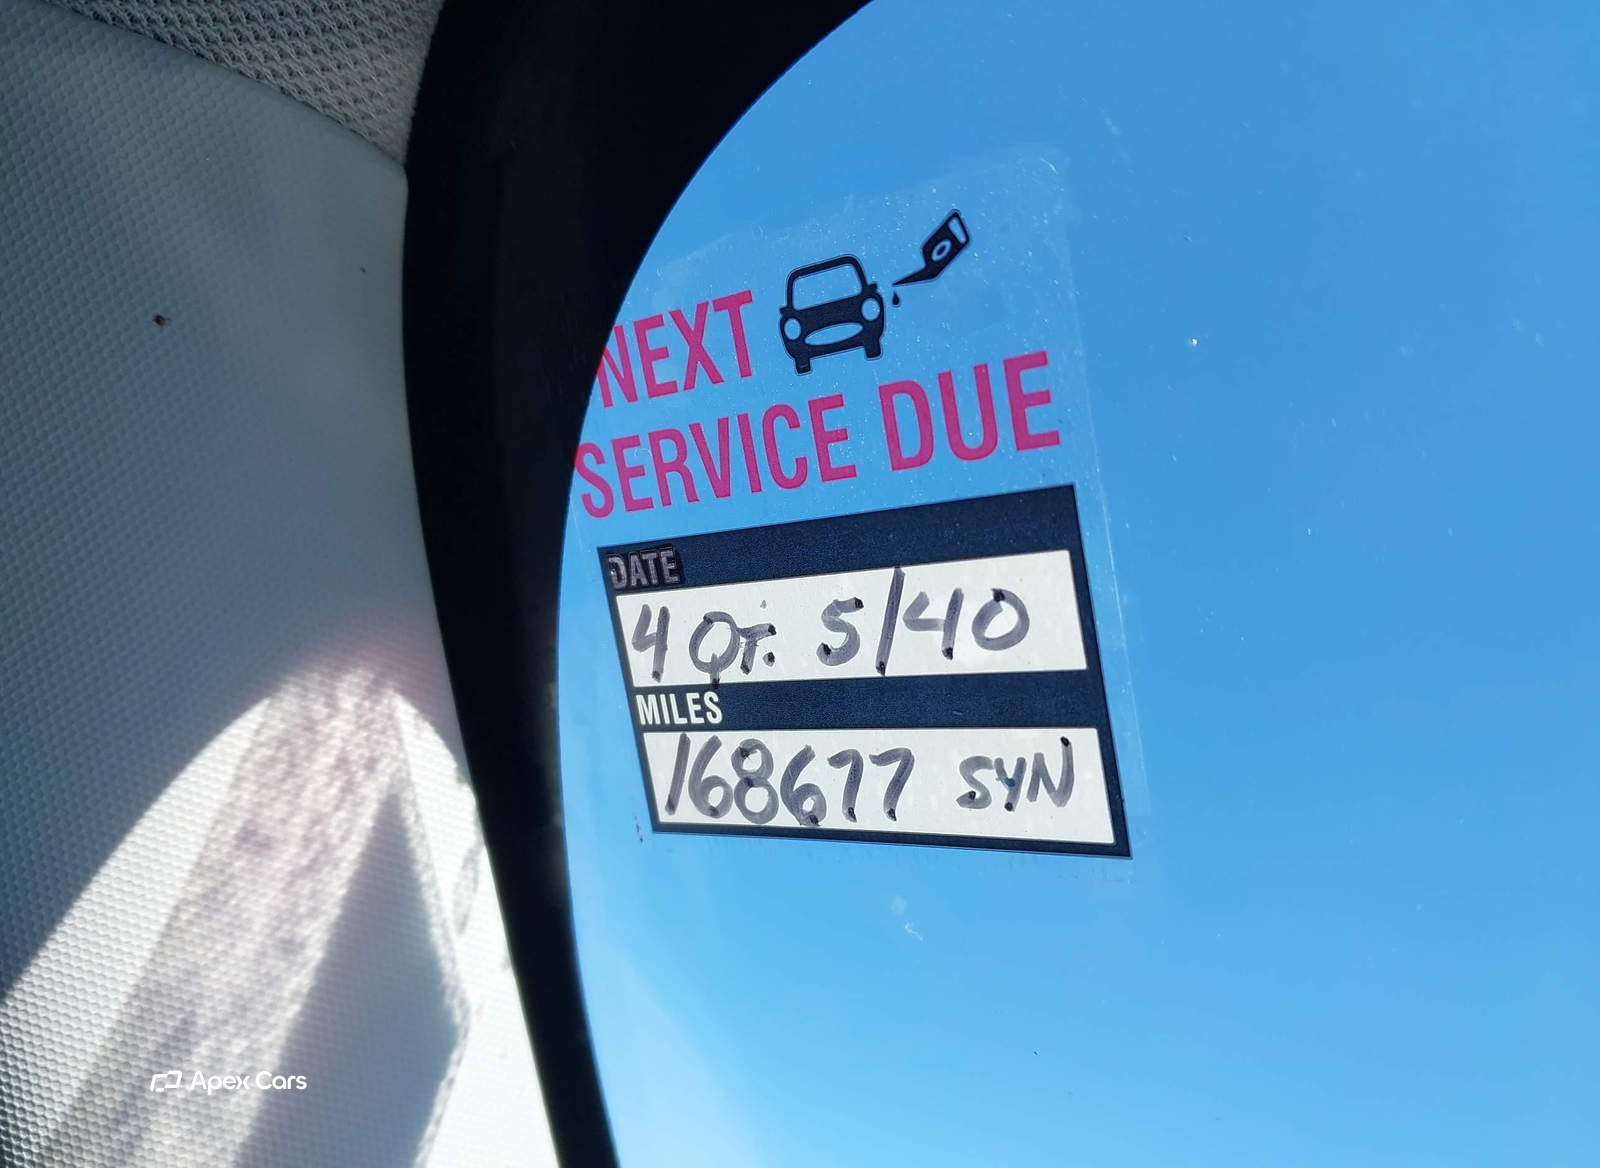 NEXT
SERVICE DUE
DATE
4 QT. 5/40
MILES
168677 SYN
Apex Cars